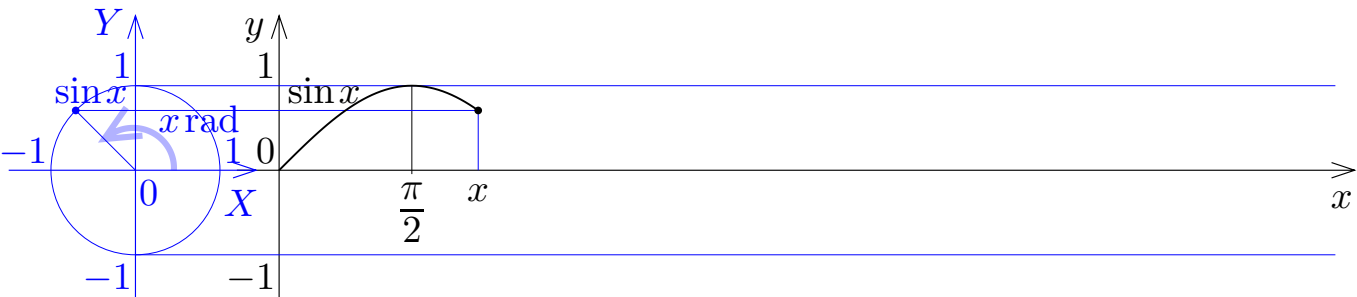 Y y
1 1
sin x sin x
x rad
−1 1 0
0 X π/2 x x
−1 −1